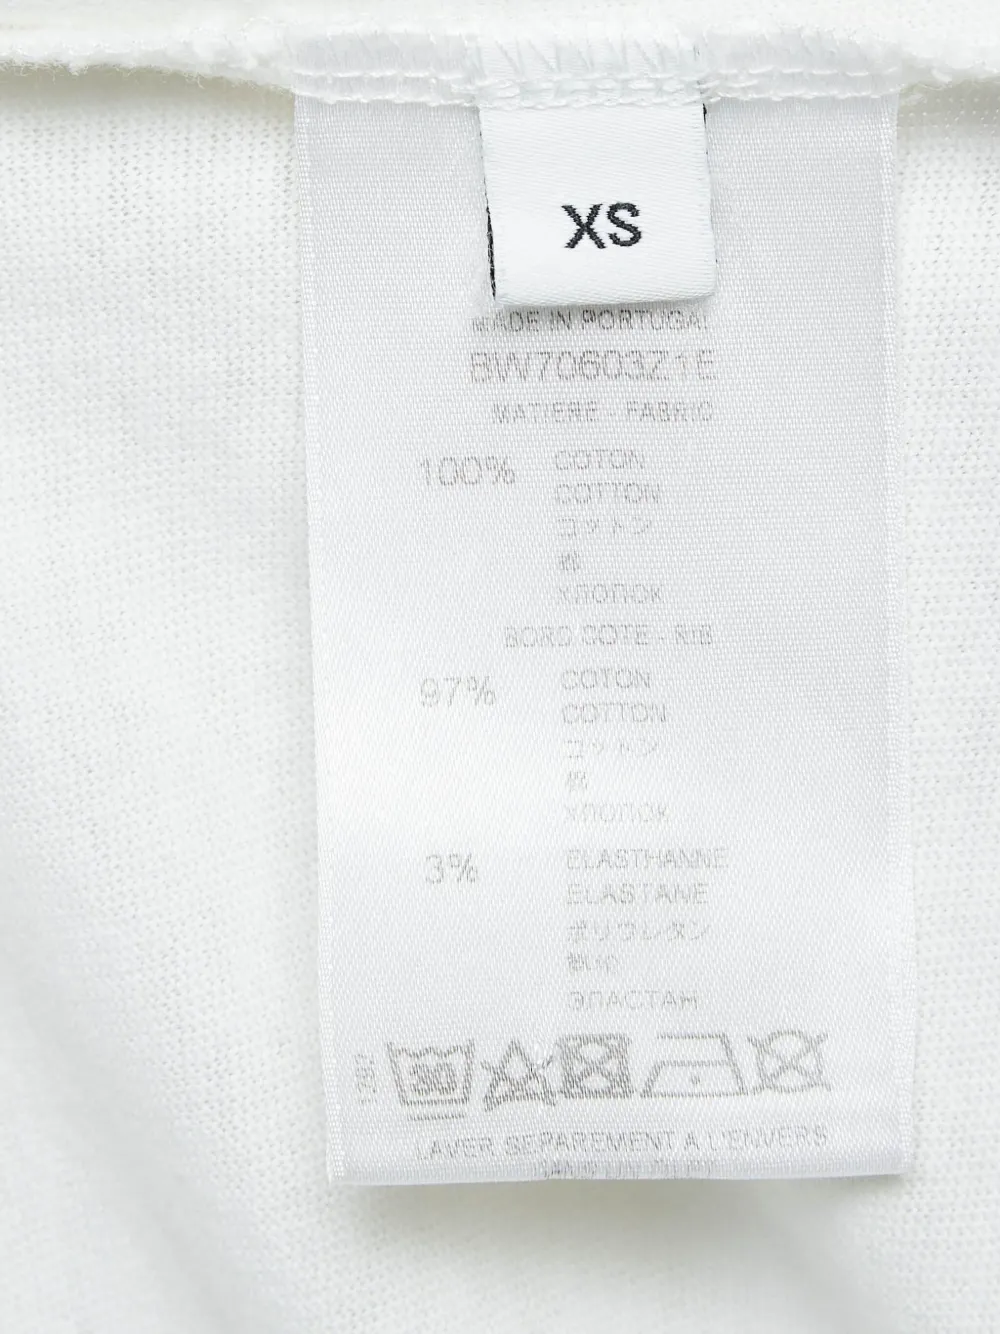 XS
MADE IN PORTUGAL
BW70603Z1E
MATIERE - FABRIC
100% COTON
COTTON
コットン
棉
ХЛОПОК
BORD COTE - RIB
97% COTON
COTTON
コットン
棉
ХЛОПОК
3% ELASTHANNE
ELASTANE
ポリウレタン
ЭЛАСТАН
30
LAVER SEPAREMENT A L'ENVERS